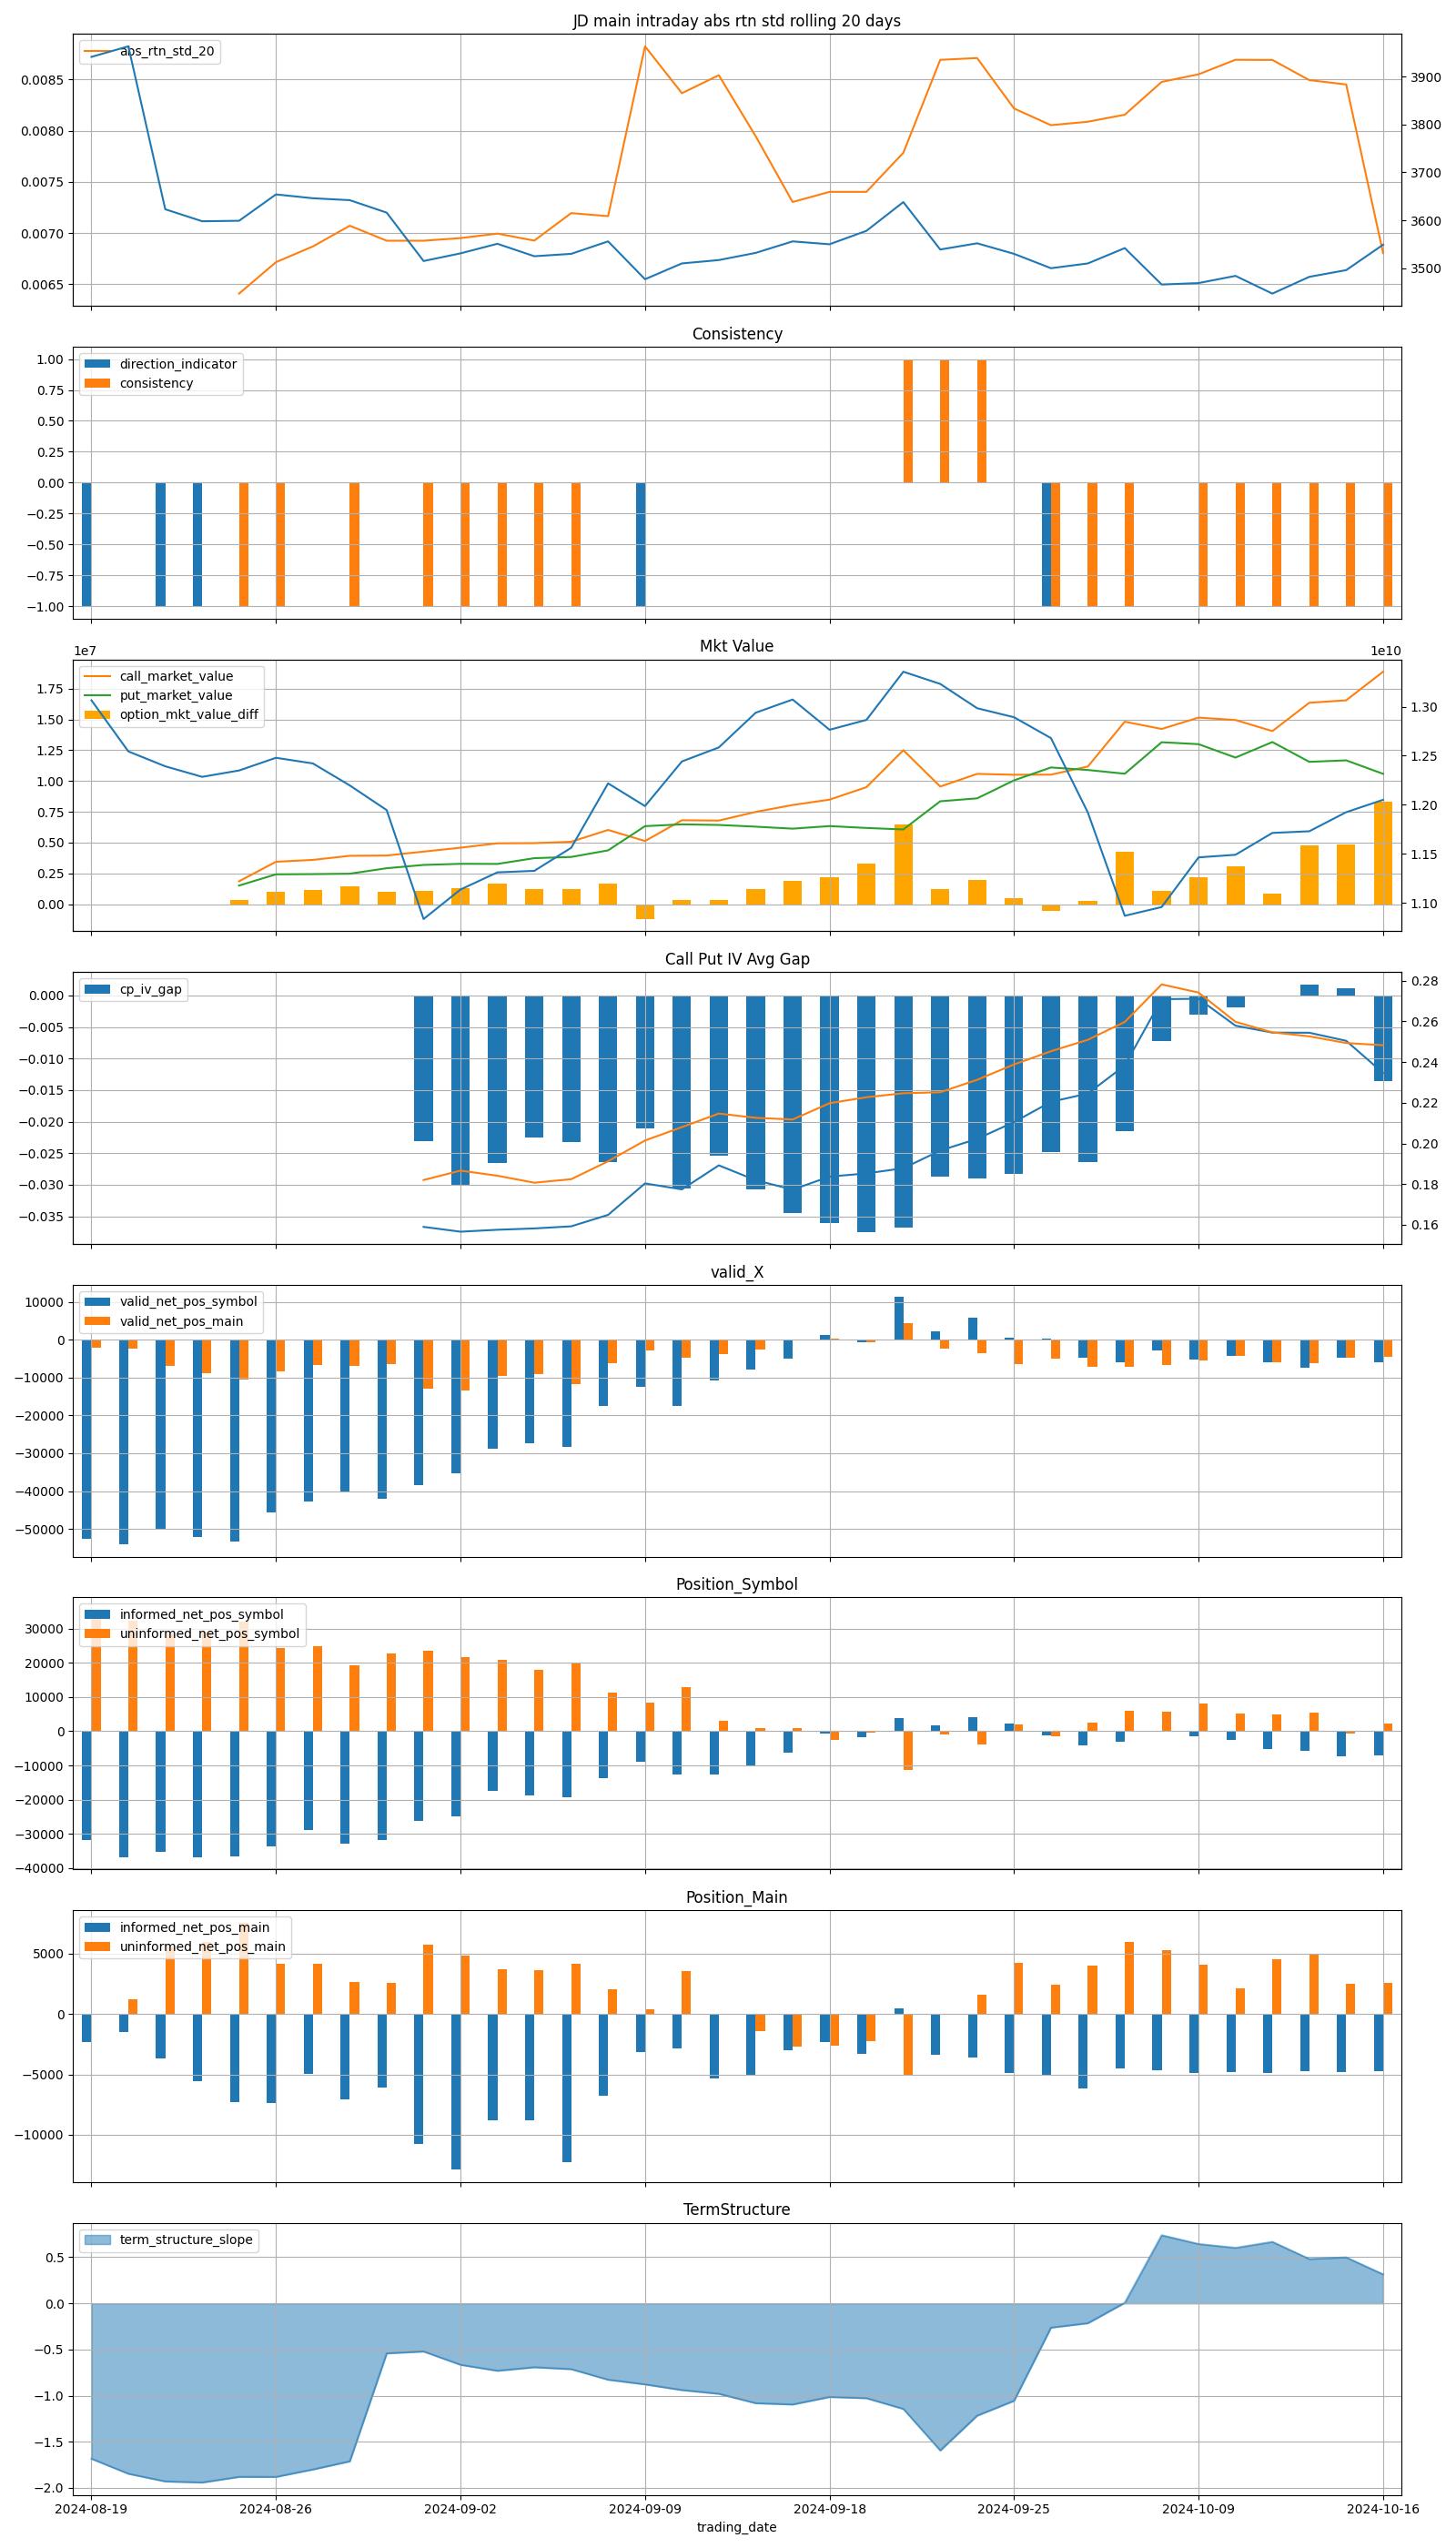 JD main intraday abs rtn std rolling 20 days
abs_rtn_std_20
0.0085
0.0080
0.0075
0.0070
0.0065
3900
3800
3700
3600
3500
Consistency
direction_indicator
consistency
1.00
0.75
0.50
0.25
0.00
−0.25
−0.50
−0.75
−1.00
Mkt Value
1e7
1e10
call_market_value
put_market_value
option_mkt_value_diff
1.75
1.50
1.25
1.00
0.75
0.50
0.25
0.00
1.30
1.25
1.20
1.15
1.10
Call Put IV Avg Gap
cp_iv_gap
0.000
−0.005
−0.010
−0.015
−0.020
−0.025
−0.030
−0.035
0.28
0.26
0.24
0.22
0.20
0.18
0.16
valid_X
valid_net_pos_symbol
valid_net_pos_main
10000
0
−10000
−20000
−30000
−40000
−50000
Position_Symbol
informed_net_pos_symbol
uninformed_net_pos_symbol
30000
20000
10000
0
−10000
−20000
−30000
−40000
Position_Main
informed_net_pos_main
uninformed_net_pos_main
5000
0
−5000
−10000
TermStructure
term_structure_slope
0.5
0.0
−0.5
−1.0
−1.5
−2.0
2024-08-19 2024-08-26 2024-09-02 2024-09-09 2024-09-18 2024-09-25 2024-10-09 2024-10-16
trading_date